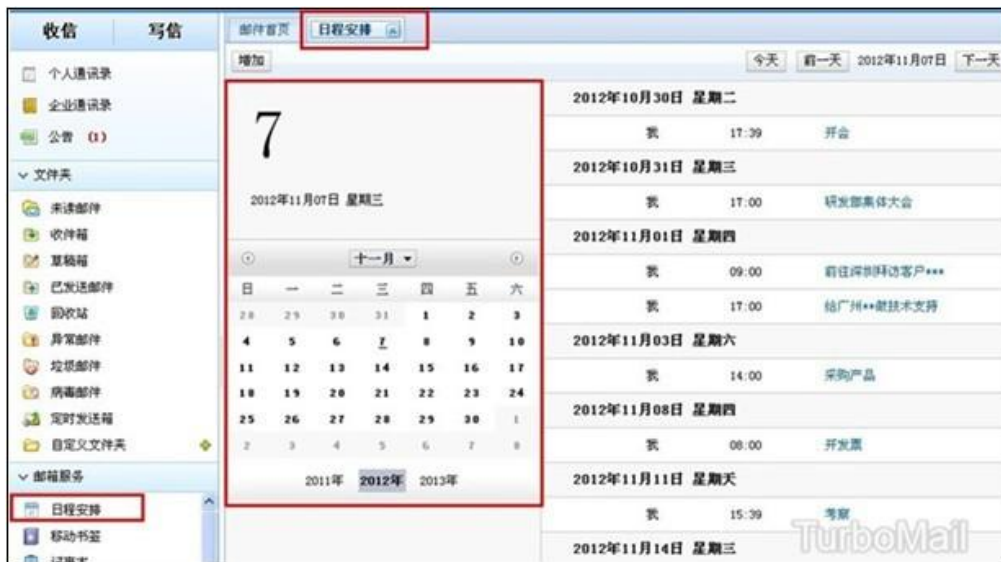 收信 写信
个人通讯录
企业通讯录
公告 (1)
文件夹
未读邮件
收件箱
草稿箱
已发送邮件
回收站
异常邮件
垃圾邮件
病毒邮件
定时发送箱
自定义文件夹
邮箱服务
日程安排
移动书签
邮件首页 日程安排
增加 今天 前一天 2012年11月07日 下一天
7
2012年11月07日 星期三
十一月
日 一 二 三 四 五 六
28 29 30 31 1 2 3
4 5 6 7 8 9 10
11 12 13 14 15 16 17
18 19 20 21 22 23 24
25 26 27 28 29 30 1
2 3 4 5 6 7 8
2011年 2012年 2013年
2012年10月30日 星期二
我 17:39 开会
2012年10月31日 星期三
我 17:00 研发部集体大会
2012年11月01日 星期四
我 09:00 前往深圳拜访客户***
我 17:00 给广州**做技术支持
2012年11月03日 星期六
我 14:00 采购产品
2012年11月08日 星期四
我 08:00 开发票
2012年11月11日 星期天
我 15:39 考察
2012年11月14日 星期三
TurboMail